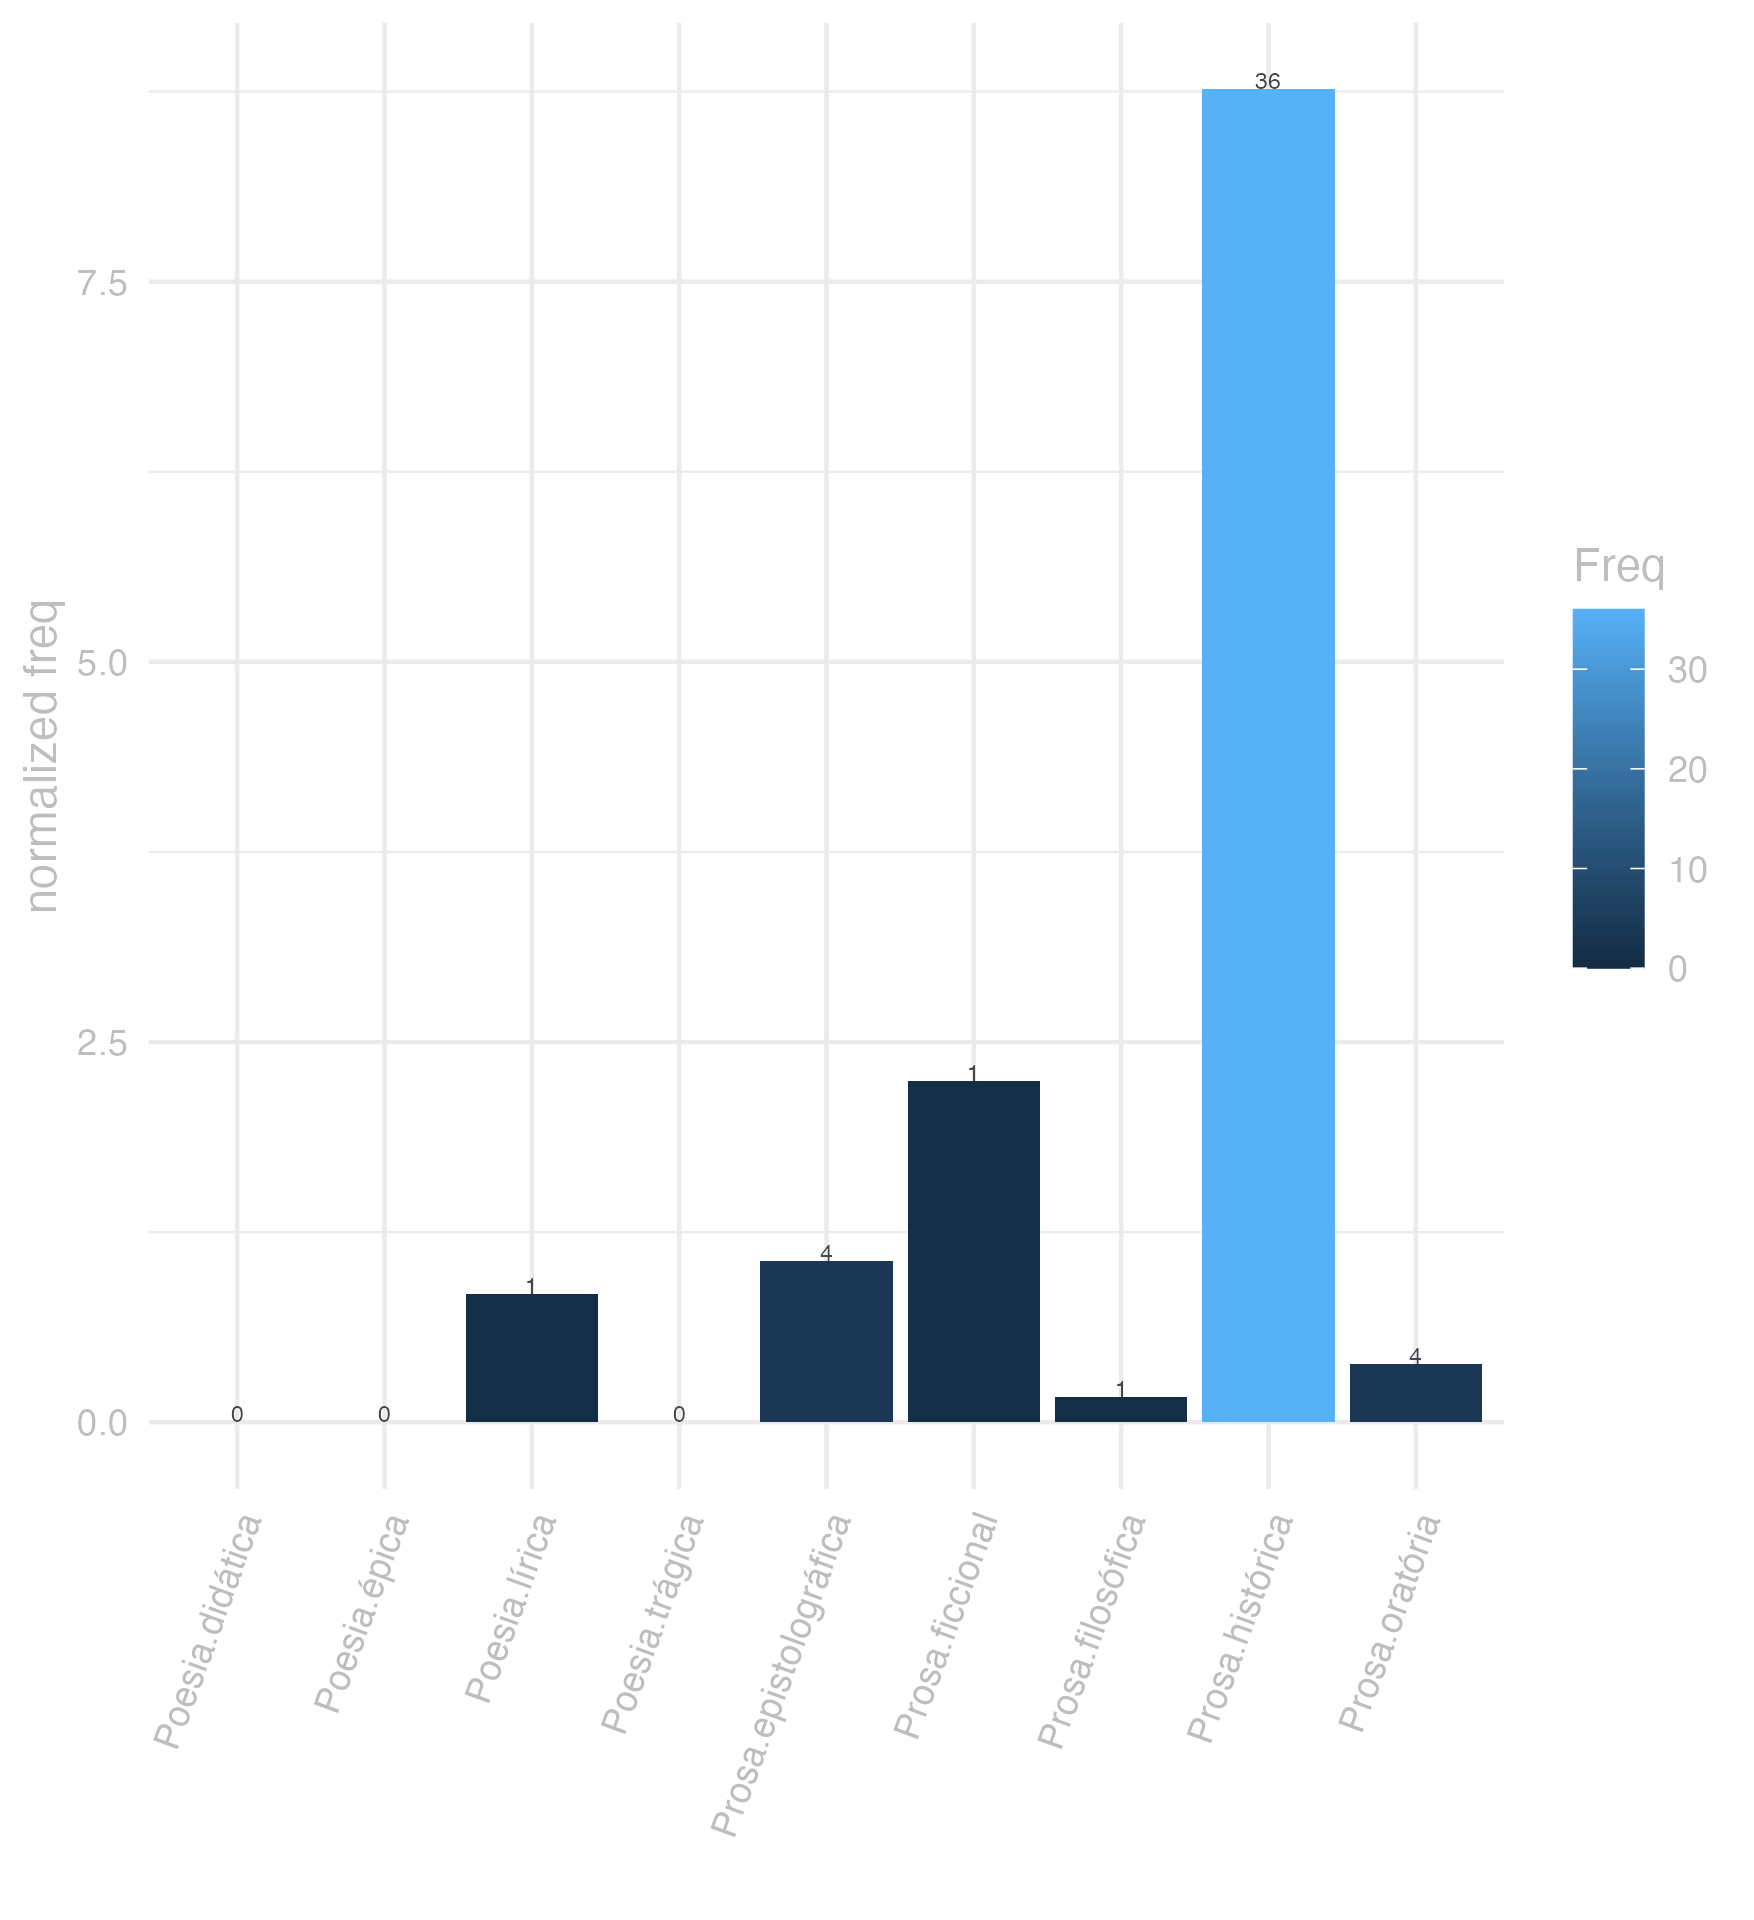 normalized freq
7.5
5.0
2.5
0.0
0
0
1
0
4
1
1
36
4
Poesia.didática
Poesia.épica
Poesia.lírica
Poesia.trágica
Prosa.epistolográfica
Prosa.ficcional
Prosa.filosófica
Prosa.histórica
Prosa.oratória
Freq
30
20
10
0